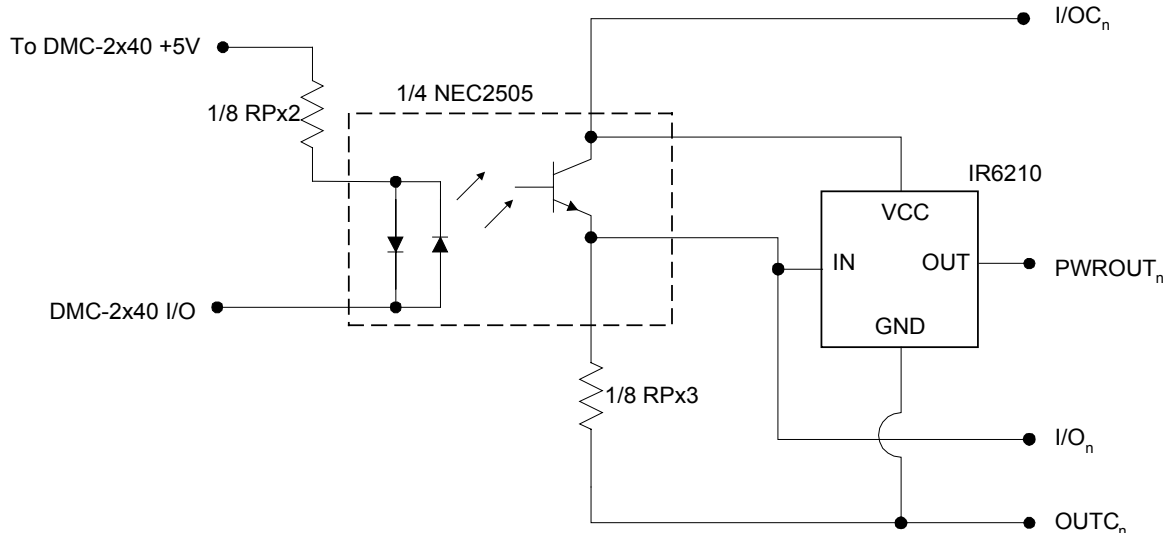 I/OCn
To DMC-2x40 +5V
1/4 NEC2505
1/8 RPx2
IR6210
VCC
IN
OUT
PWROUTn
DMC-2x40 I/O
GND
1/8 RPx3
I/On
OUTCn